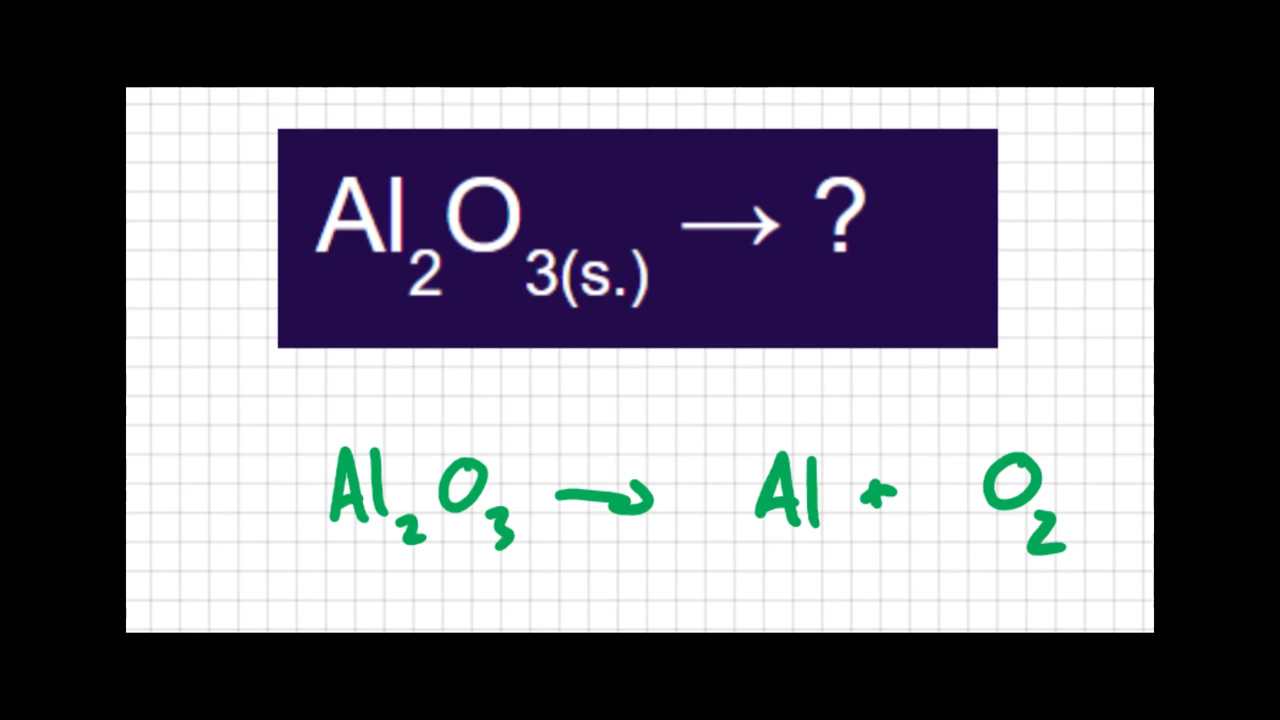 Al₂O₃(s.) → ?
Al₂O₃ → Al + O₂